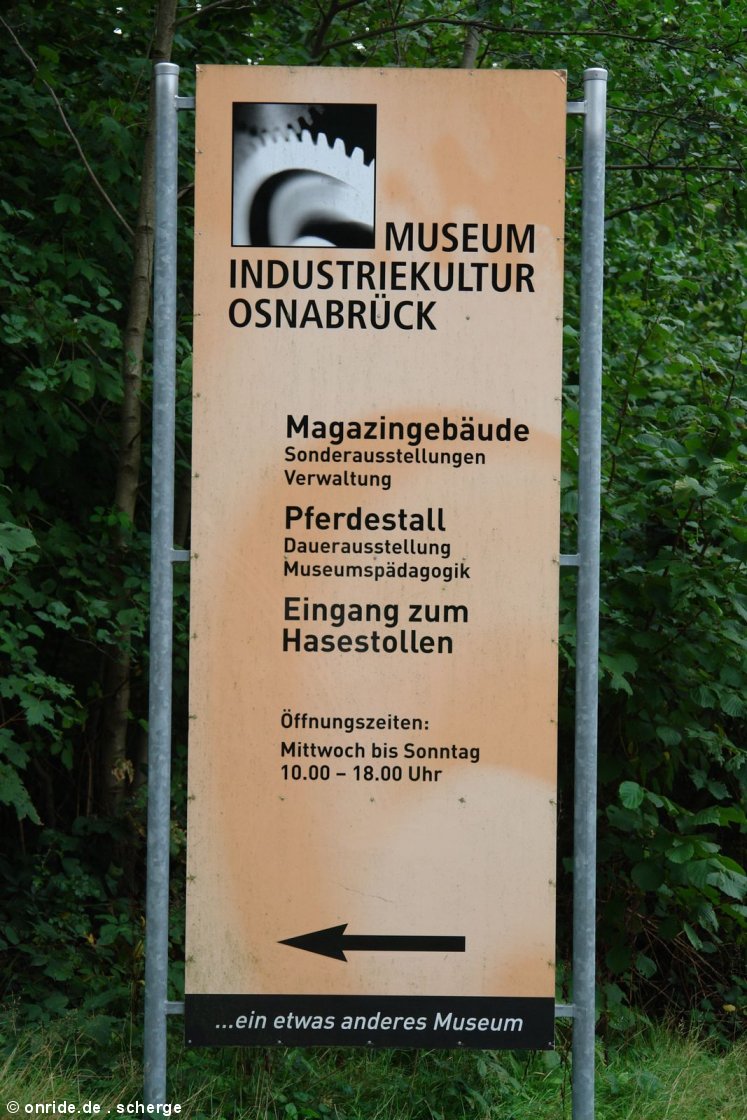 MUSEUM
INDUSTRIEKULTUR
OSNABRÜCK
Magazingebäude
Sonderausstellungen
Verwaltung
Pferdestall
Dauerausstellung
Museumspädagogik
Eingang zum
Hasestollen
Öffnungszeiten:
Mittwoch bis Sonntag
10.00 – 18.00 Uhr
...ein etwas anderes Museum
© onride.de . scherge